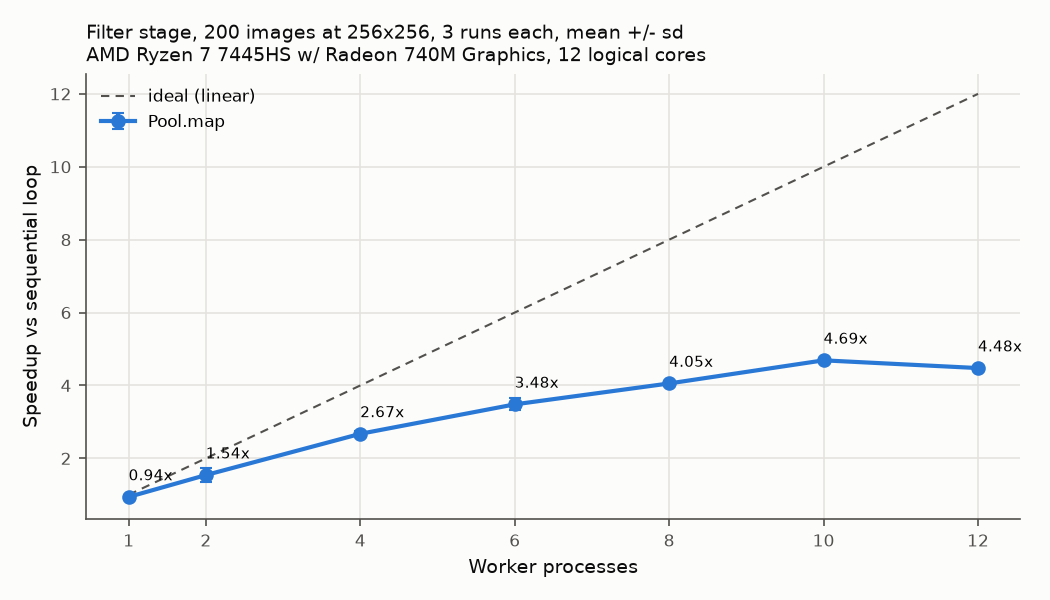 Filter stage, 200 images at 256x256, 3 runs each, mean +/- sd
AMD Ryzen 7 7445HS w/ Radeon 740M Graphics, 12 logical cores
ideal (linear)
Pool.map
Speedup vs sequential loop
12
10
8
6
4
2
0.94x
1.54x
2.67x
3.48x
4.05x
4.69x
4.48x
1
2
4
6
8
10
12
Worker processes